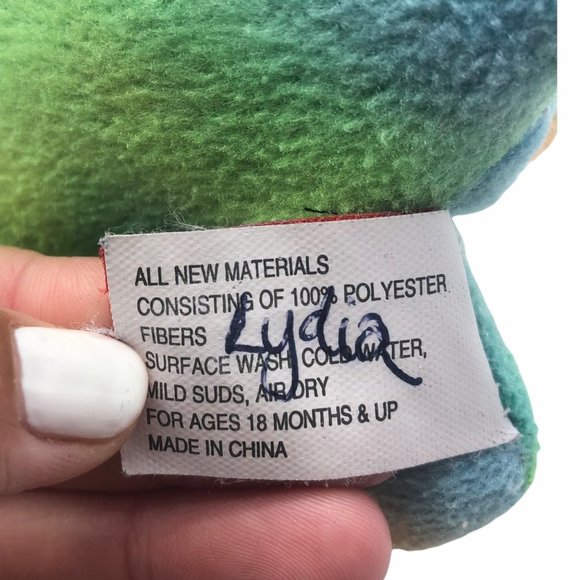 ALL NEW MATERIALS
CONSISTING OF 100% POLYESTER
FIBERS
Lydia
SURFACE WASH, COLD WATER,
MILD SUDS, AIR DRY
FOR AGES 18 MONTHS & UP
MADE IN CHINA